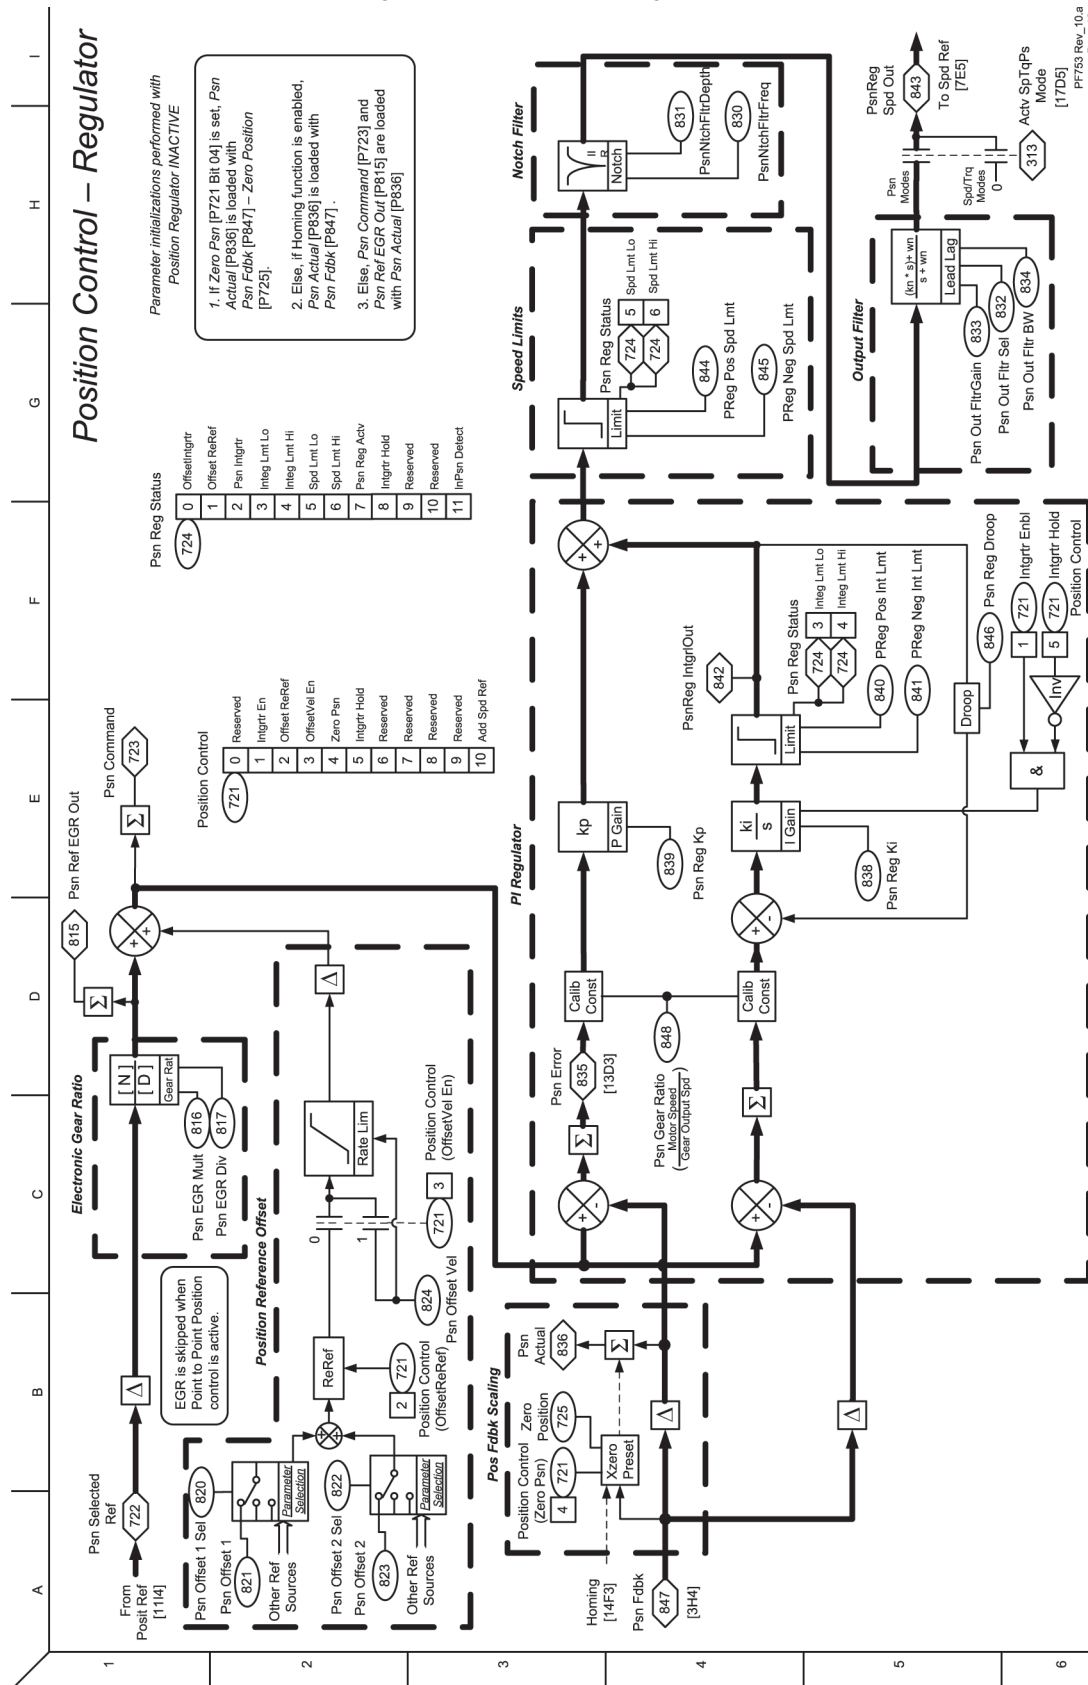 Position Control – Regulator
Parameter initializations performed with
Position Regulator INACTIVE
1. If Zero Psn [P721 Bit 04] is set, Psn
Actual [P836] is loaded with
Psn Fdbk [P847] – Zero Position
[P725].
2. Else, if Homing function is enabled,
Psn Actual [P836] is loaded with
Psn Fdbk [P847] .
3. Else, Psn Command [P723] and
Psn Ref EGR Out [P815] are loaded
with Psn Actual [P836]
A
B
C
D
E
F
G
H
I
1
2
3
4
5
6
From
Posit Ref
[11I4]
Psn Selected
Ref
722
Δ
EGR is skipped when
Point to Point Position
control is active.
Electronic Gear Ratio
[ N ]
[ D ]
Gear Rat
816
817
Psn EGR Mult
Psn EGR Div
Σ
815
Psn Ref EGR Out
+
+
Σ
723
Psn Command
Position Control
721
0 Reserved
1 Intgrtr En
2 Offset ReRef
3 OffsetVel En
4 Zero Psn
5 Intgrtr Hold
6 Reserved
7 Reserved
8 Reserved
9 Reserved
10 Add Spd Ref
Psn Reg Status
724
0 OffsetIntgrtr
1 Offset ReRef
2 Psn Intgrtr
3 Integ Lmt Lo
4 Integ Lmt Hi
5 Spd Lmt Lo
6 Spd Lmt Hi
7 Psn Reg Actv
8 Intgrtr Hold
9 Reserved
10 Reserved
11 InPsn Detect
Position Reference Offset
Psn Offset 1 Sel
820
Psn Offset 1
821
Other Ref
Sources
Parameter
Selection
Psn Offset 2 Sel
822
Psn Offset 2
823
Other Ref
Sources
Parameter
Selection
+
+
ReRef
721
2
Position Control
(OffsetReRef)
0
1
824
Psn Offset Vel
721
3
Position Control
(OffsetVel En)
Rate Lim
Δ
Pos Fdbk Scaling
Homing
[14F3]
Psn Fdbk
847
[3H4]
Position Control
(Zero Psn)
4
721
Zero
Position
725
Xzero
Preset
Psn
Actual
836
Σ
Δ
Δ
PI Regulator
+
-
Σ
Psn Error
835
[13D3]
Calib
Const
848
Psn Gear Ratio
( Motor Speed
Gear Output Spd )
+
-
Σ
Calib
Const
+
-
kp
P Gain
839
Psn Reg Kp
ki
s
I Gain
838
Psn Reg Ki
Limit
PsnReg IntgrlOut
842
Psn Reg Status
724
3
Integ Lmt Lo
724
4
Integ Lmt Hi
840
PReg Pos Int Lmt
841
PReg Neg Int Lmt
Droop
846
Psn Reg Droop
&
Inv
1
721
Intgrtr Enbl
5
721
Intgrtr Hold
Position Control
+
+
Speed Limits
Limit
Psn Reg Status
724
5
Spd Lmt Lo
724
6
Spd Lmt Hi
844
PReg Pos Spd Lmt
845
PReg Neg Spd Lmt
Notch Filter
II
R
Notch
831
PsnNtchFltrDepth
830
PsnNtchFltrFreq
Output Filter
(kn * s)+ wn
s + wn
Lead Lag
833
Psn Out FltrGain
832
Psn Out Fltr Sel
834
Psn Out Fltr BW
Psn
Modes
Spd/Trq
Modes
0
PsnReg
Spd Out
843
To Spd Ref
[7E5]
313
Actv SpTqPs
Mode
[17D5]
PF753 Rev_10.a